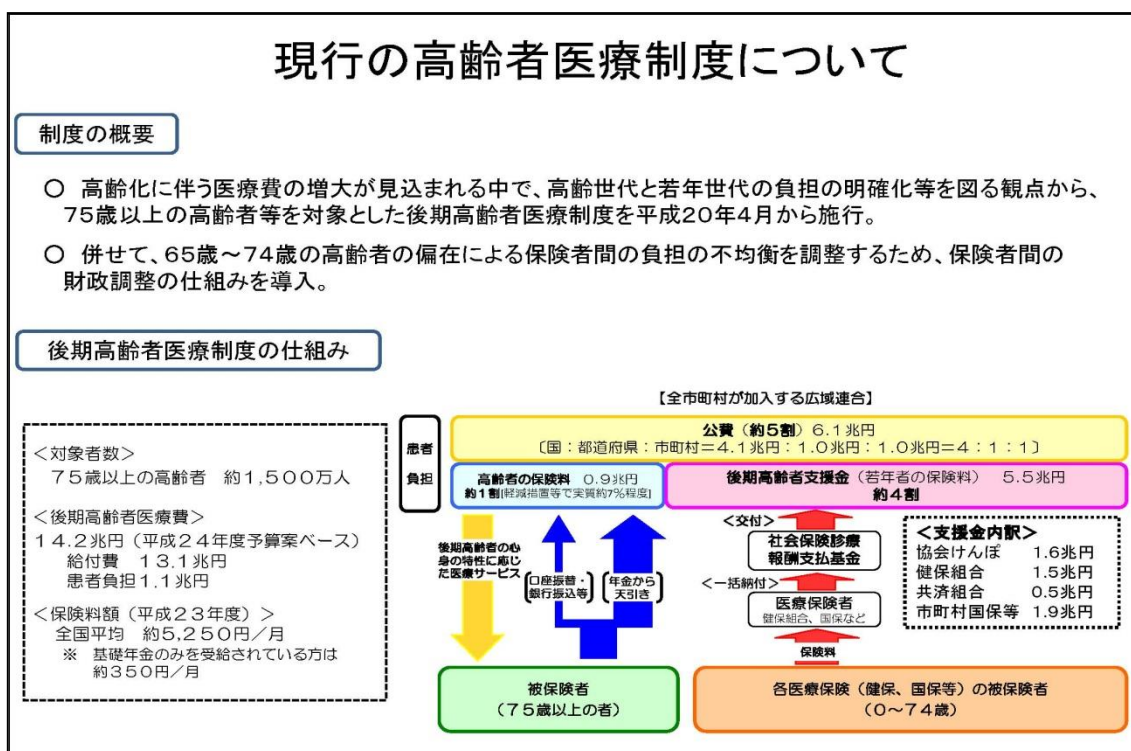 現行の高齢者医療制度について
制度の概要
○ 高齢化に伴う医療費の増大が見込まれる中で、高齢世代と若年世代の負担の明確化等を図る観点から、
75歳以上の高齢者等を対象とした後期高齢者医療制度を平成20年4月から施行。
○ 併せて、65歳～74歳の高齢者の偏在による保険者間の負担の不均衡を調整するため、保険者間の
財政調整の仕組みを導入。
後期高齢者医療制度の仕組み
＜対象者数＞
75歳以上の高齢者 約1,500万人
＜後期高齢者医療費＞
14.2兆円（平成24年度予算案ベース）
給付費 13.1兆円
患者負担1.1兆円
＜保険料額（平成23年度）＞
全国平均 約5,250円／月
※ 基礎年金のみを受給されている方は
約350円／月
【全市町村が加入する広域連合】
患者
負担
公費（約5割）6.1兆円
〔国：都道府県：市町村＝4.1兆円：1.0兆円：1.0兆円＝4：1：1〕
高齢者の保険料 0.9兆円
約1割[軽減措置等で実質約7％程度]
後期高齢者支援金（若年者の保険料） 5.5兆円
約4割
後期高齢者の心
身の特性に応じ
た医療サービス
口座振替・
銀行振込等
年金から
天引き
＜交付＞
社会保険診療
報酬支払基金
＜一括納付＞
医療保険者
健保組合、国保など
保険料
＜支援金内訳＞
協会けんぽ 1.6兆円
健保組合 1.5兆円
共済組合 0.5兆円
市町村国保等 1.9兆円
被保険者
（75歳以上の者）
各医療保険（健保、国保等）の被保険者
（0～74歳）